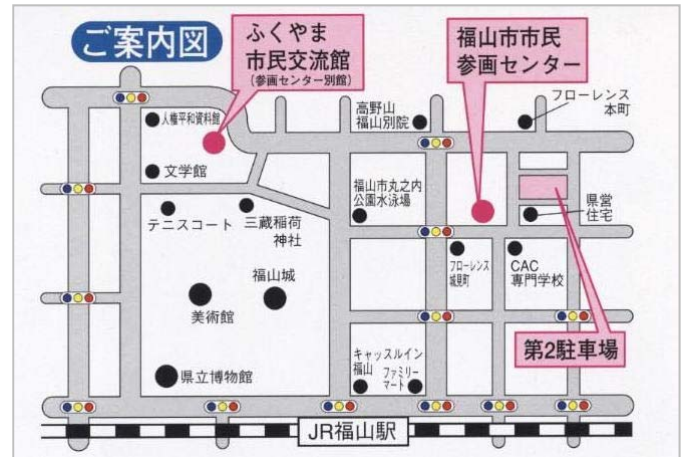 ご案内図
ふくやま
市民交流館
(参画センター別館)
福山市市民
参画センター
フローレンス
本町
人権平和資料館
高野山
福山別院
文学館
福山市丸之内
公園水泳場
県営
住宅
テニスコート
三蔵稲荷
神社
フローレンス
城見町
CAC
専門学校
福山城
美術館
第2駐車場
キャッスルイン
福山
ファミリー
マート
県立博物館
JR福山駅